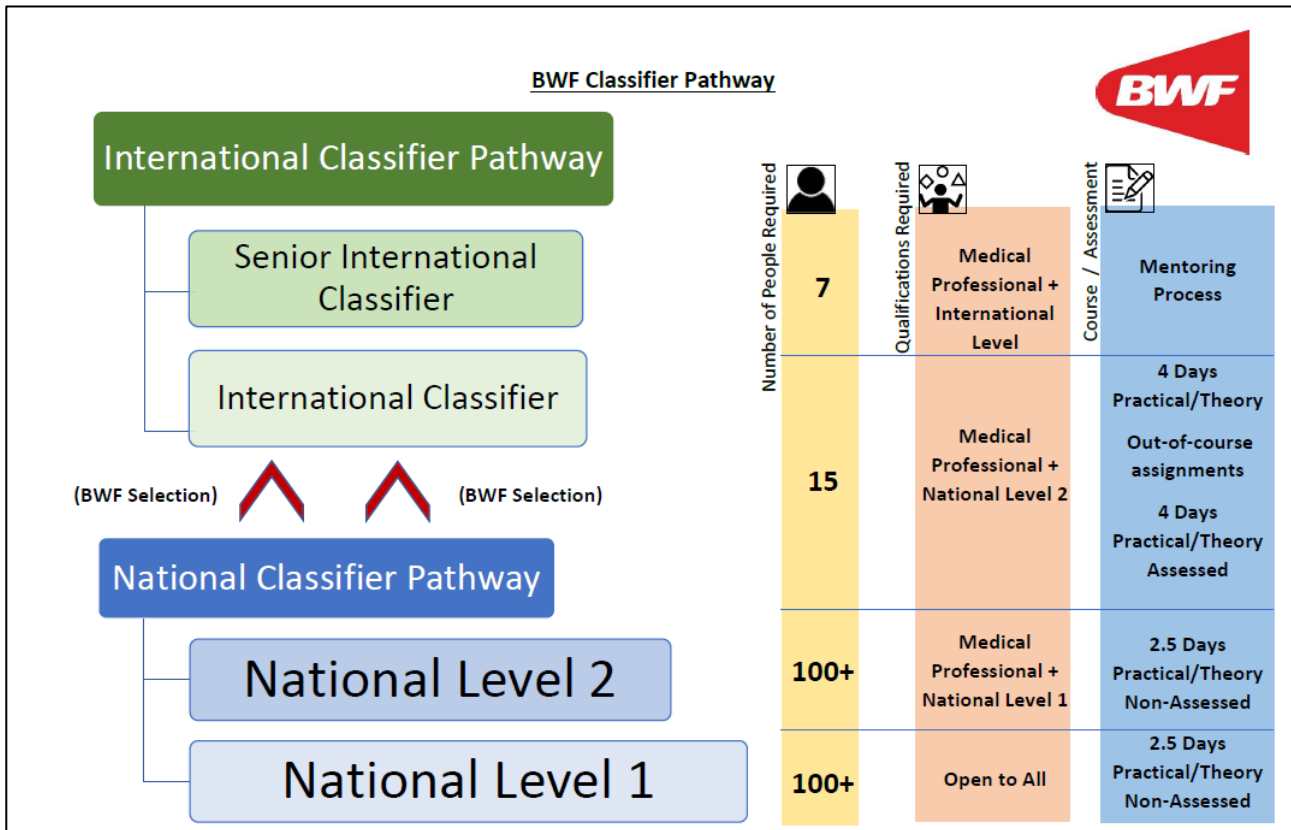 BWF Classifier Pathway
BWF
International Classifier Pathway
Senior International
Classifier
International Classifier
(BWF Selection)
(BWF Selection)
National Classifier Pathway
National Level 2
National Level 1
Number of People Required
7
15
100+
100+
Qualifications Required
Medical
Professional +
International
Level
Medical
Professional +
National Level 2
Medical
Professional +
National Level 1
Open to All
Course / Assessment
Mentoring
Process
4 Days
Practical/Theory
Out-of-course
assignments
4 Days
Practical/Theory
Assessed
2.5 Days
Practical/Theory
Non-Assessed
2.5 Days
Practical/Theory
Non-Assessed